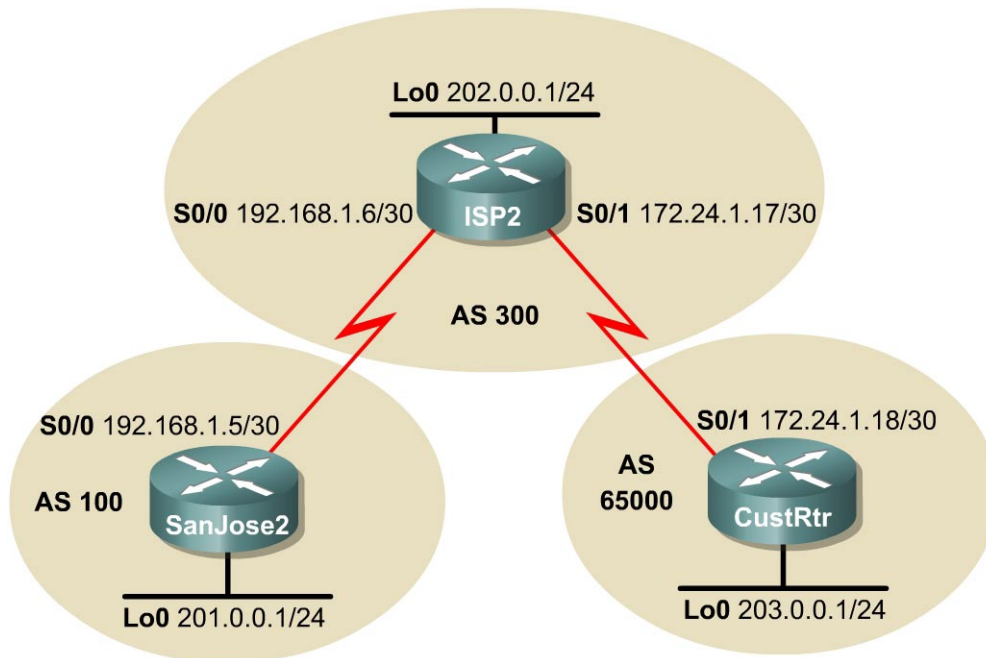 Lo0 202.0.0.1/24
S0/0 192.168.1.6/30
ISP2
S0/1 172.24.1.17/30
AS 300
S0/0 192.168.1.5/30
AS 100
SanJose2
Lo0 201.0.0.1/24
S0/1 172.24.1.18/30
AS
65000
CustRtr
Lo0 203.0.0.1/24